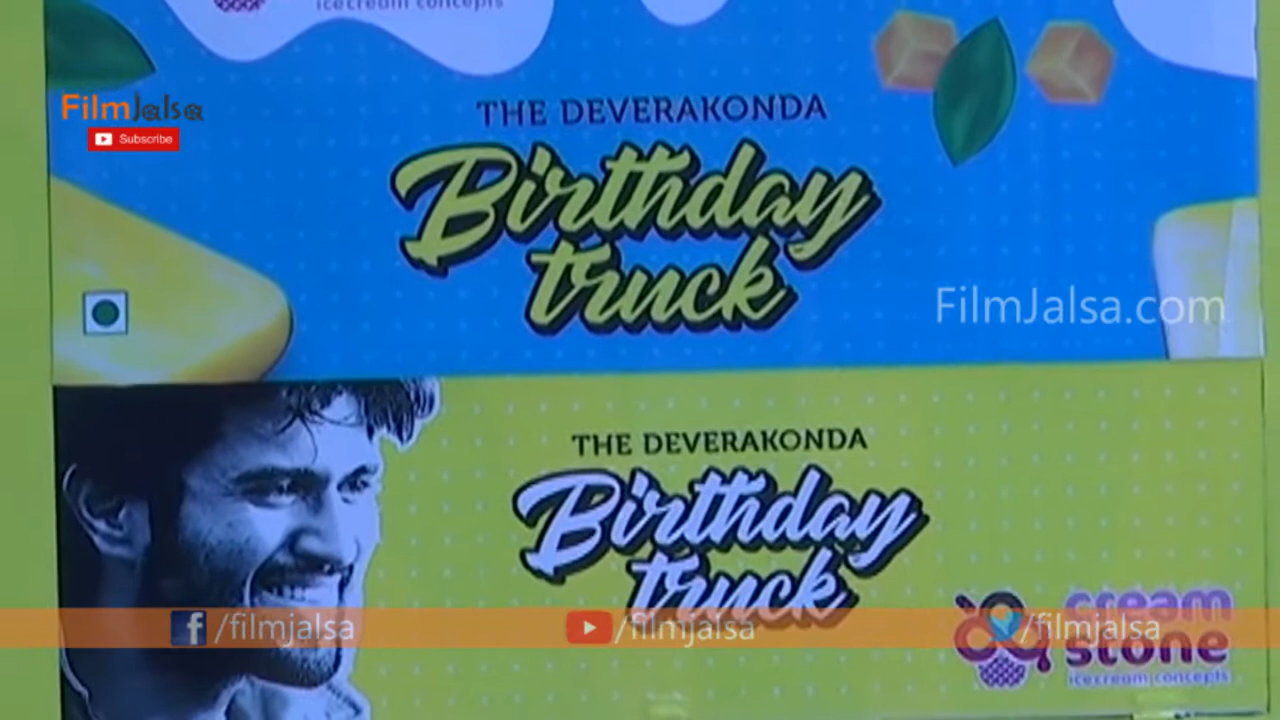 icecream concepts
FilmJalsa
Subscribe
THE DEVERAKONDA
Birthday
truck
FilmJalsa.com
THE DEVERAKONDA
Birthday
truck
cream
stone
icecream concepts
/filmjalsa
/filmjalsa
/filmjalsa